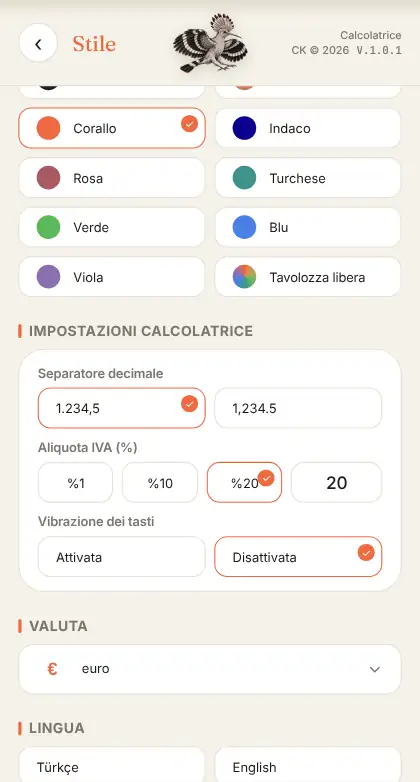 Stile
Calcolatrice
CK © 2026 V.1.0.1
Corallo
Indaco
Rosa
Turchese
Verde
Blu
Viola
Tavolozza libera
IMPOSTAZIONI CALCOLATRICE
Separatore decimale
1.234,5
1,234.5
Aliquota IVA (%)
%1
%10
%20
20
Vibrazione dei tasti
Attivata
Disattivata
VALUTA
€ euro
LINGUA
Türkçe
English